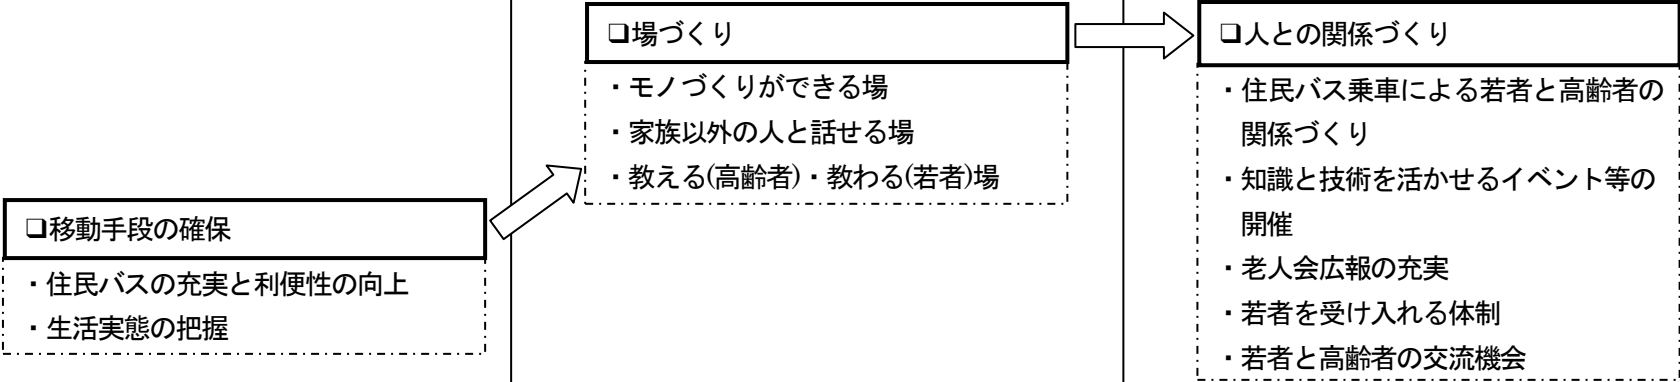 ❑移動手段の確保
・住民バスの充実と利便性の向上
・生活実態の把握
❑場づくり
・モノづくりができる場
・家族以外の人と話せる場
・教える(高齢者)・教わる(若者)場
❑人との関係づくり
・住民バス乗車による若者と高齢者の
関係づくり
・知識と技術を活かせるイベント等の
開催
・老人会広報の充実
・若者を受け入れる体制
・若者と高齢者の交流機会